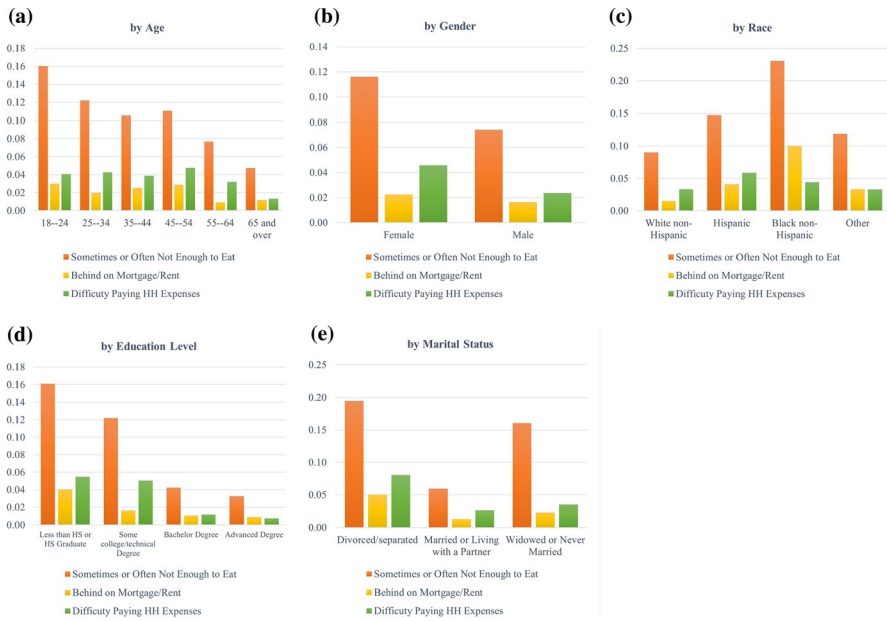 (a)
by Age
0.18
0.16
0.14
0.12
0.10
0.08
0.06
0.04
0.02
0.00
18--24 25--34 35--44 45--54 55--64 65 and
over
Sometimes or Often Not Enough to Eat
Behind on Mortgage/Rent
Difficuty Paying HH Expenses
(b)
by Gender
0.14
0.12
0.10
0.08
0.06
0.04
0.02
0.00
Female Male
Sometimes or Often Not Enough to Eat
Behind on Mortgage/Rent
Difficuty Paying HH Expenses
(c)
by Race
0.25
0.20
0.15
0.10
0.05
0.00
White non- Hispanic Black non- Other
Hispanic Hispanic
Sometimes or Often Not Enough to Eat
Behind on Mortgage/Rent
Difficuty Paying HH Expenses
(d)
by Education Level
0.18
0.16
0.14
0.12
0.10
0.08
0.06
0.04
0.02
0.00
Less than HS or Some Bachelor Degree Advanced Degree
HS Graduate college/technical
Degree
Sometimes or Often Not Enough to Eat
Behind on Mortgage/Rent
Difficuty Paying HH Expenses
(e)
by Marital Status
0.25
0.20
0.15
0.10
0.05
0.00
Divorced/separated Married or Living Widowed or Never
with a Partner Married
Sometimes or Often Not Enough to Eat
Behind on Mortgage/Rent
Difficuty Paying HH Expenses